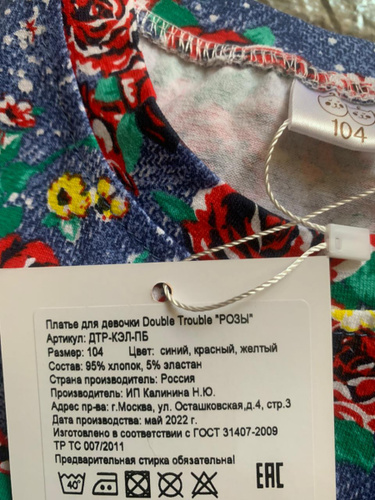 104
Платье для девочки Double Trouble "РОЗЫ"
Артикул: ДТР-КЭЛ-ПБ
Размер: 104 Цвет: синий, красный, желтый
Состав: 95% хлопок, 5% эластан
Страна производитель: Россия
Производитель: ИП Калинина Н.Ю.
Адрес пр-ва: г.Москва, ул. Осташковская,д.4, стр.3
Дата производства: май 2022 г.
Изготовлено в соответствии с ГОСТ 31407-2009
ТР ТС 007/2011
Предварительная стирка обязательна!
40° EAC